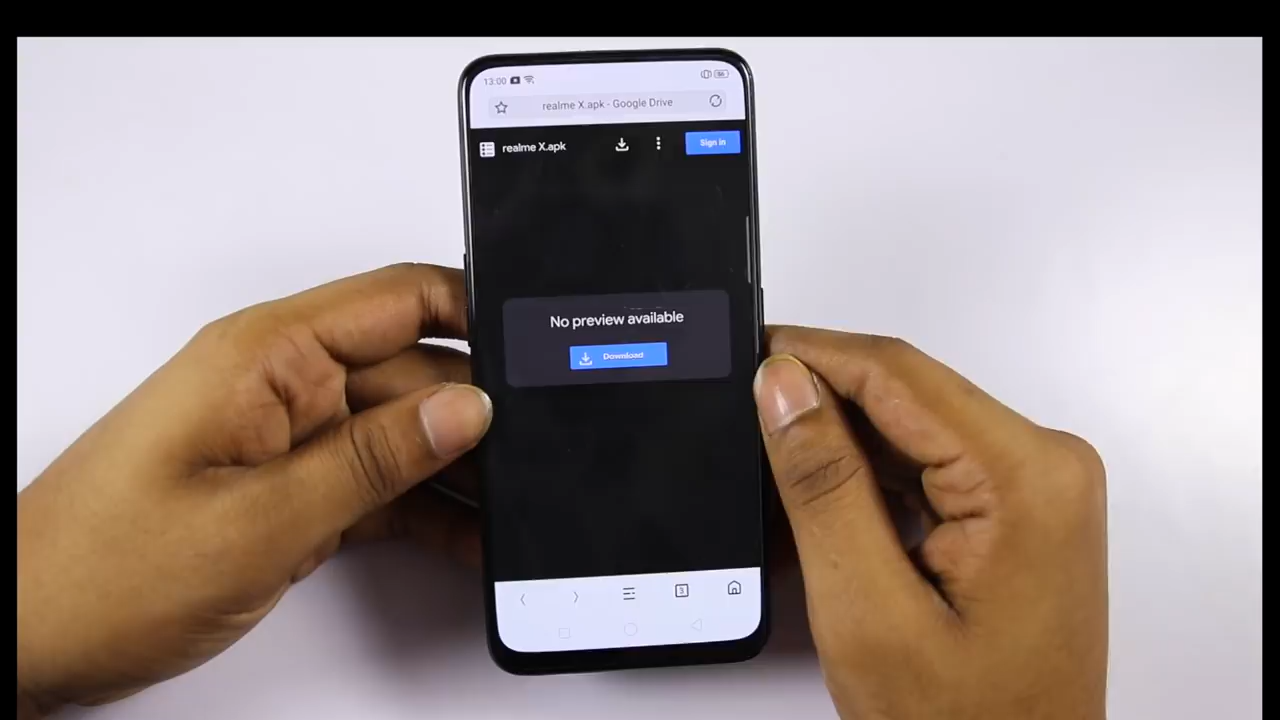 13:00
realme X.apk - Google Drive
realme X.apk
Sign in
No preview available
Download
3